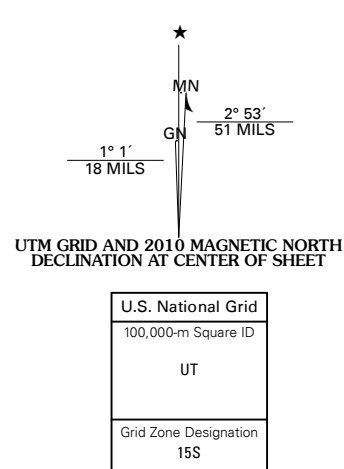 ★
MN
GN
2° 53´
51 MILS
1° 1´
18 MILS
UTM GRID AND 2010 MAGNETIC NORTH
DECLINATION AT CENTER OF SHEET
U.S. National Grid
100,000-m Square ID
UT
Grid Zone Designation
15S